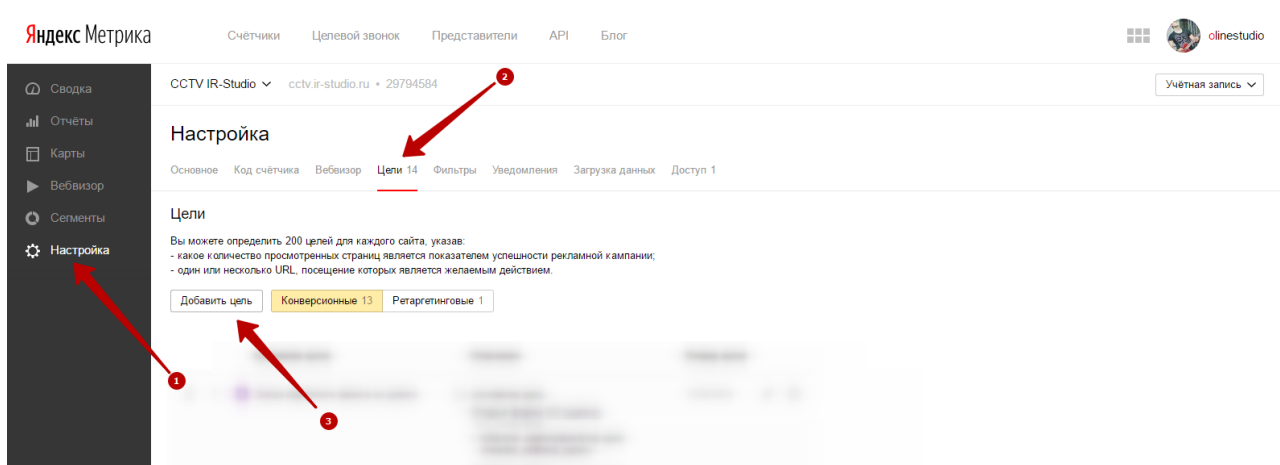 Яндекс Метрика Счётчики Целевой звонок Представители API Блог olinestudio
Сводка
Отчёты
Карты
Вебвизор
Сегменты
Настройка
CCTV IR-Studio cctv.ir-studio.ru • 29794584 Учётная запись
2
Настройка
Основное Код счётчика Вебвизор Цели 14 Фильтры Уведомления Загрузка данных Доступ 1
Цели
Вы можете определить 200 целей для каждого сайта, указав:
- какое количество просмотренных страниц является показателем успешности рекламной кампании;
- один или несколько URL, посещение которых является желаемым действием.
Добавить цель Конверсионные 13 Ретаргетинговые 1
1
3